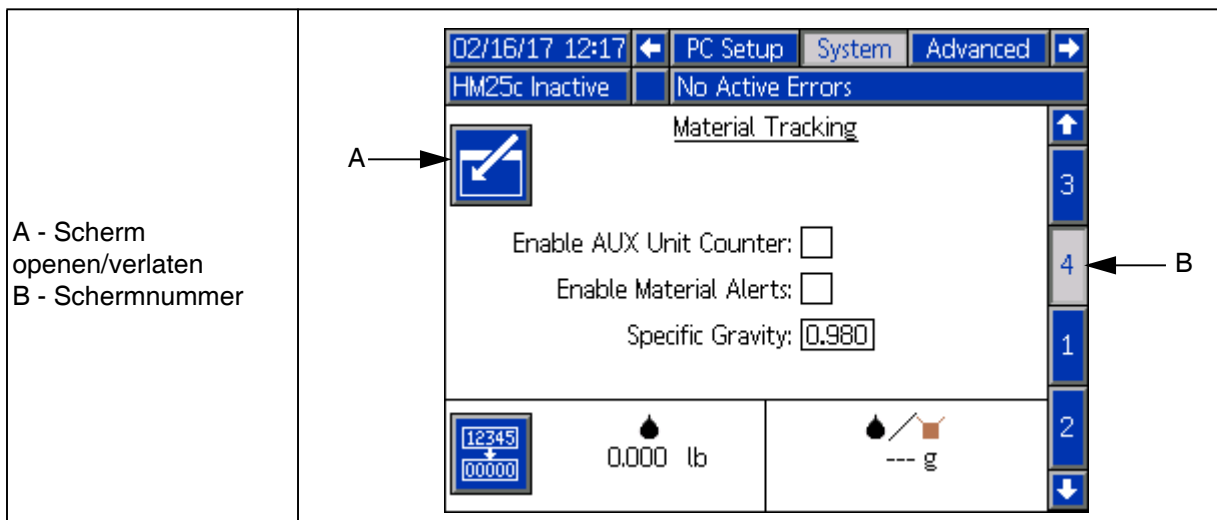 A - Scherm
openen/verlaten
B - Schermnummer
02/16/17 12:17 PC Setup System Advanced
HM25c Inactive No Active Errors
Material Tracking
A
3
Enable AUX Unit Counter:
4
B
Enable Material Alerts:
Specific Gravity: 0.980
1
12345
00000
0.000 lb
--- g
2